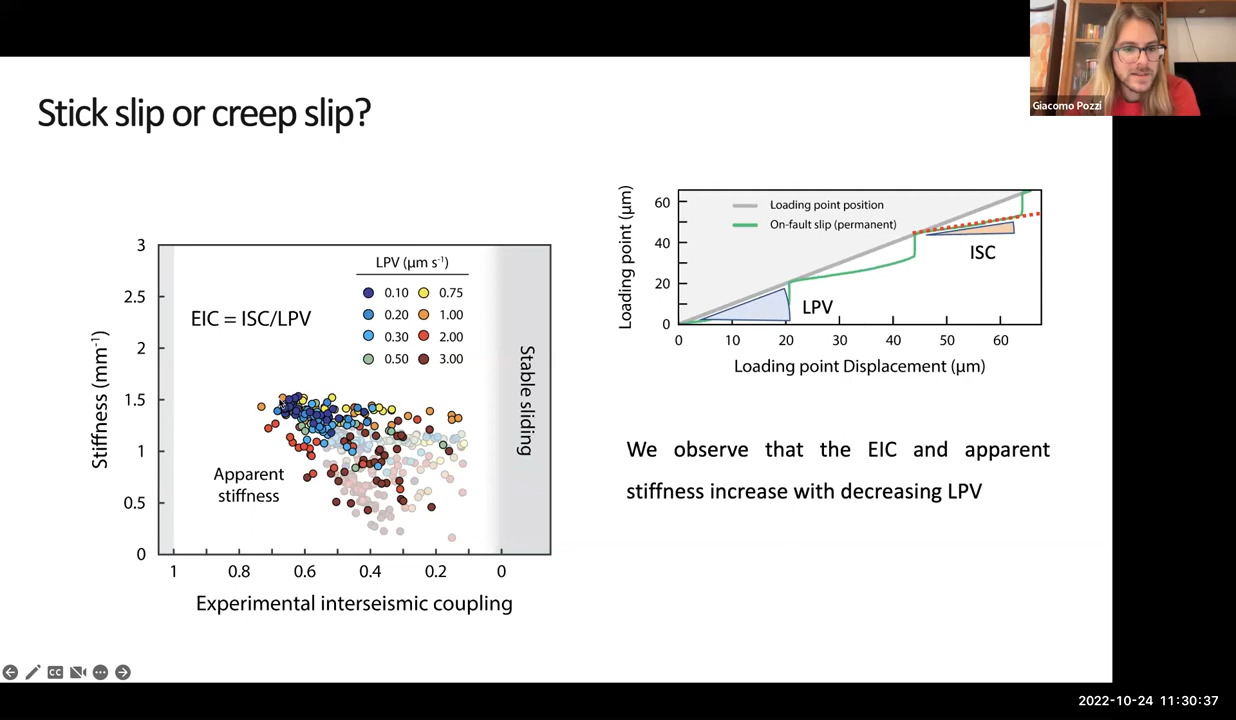 Giacomo Pozzi
Stick slip or creep slip?
3
2.5
2
1.5
1
0.5
0
Stiffness (mm⁻¹)
LPV (µm s⁻¹)
0.10 0.75
0.20 1.00
0.30 2.00
0.50 3.00
EIC = ISC/LPV
Apparent
stiffness
Stable sliding
1 0.8 0.6 0.4 0.2 0
Experimental interseismic coupling
Loading point (µm)
60
40
20
0
Loading point position
On-fault slip (permanent)
ISC
LPV
0 10 20 30 40 50 60
Loading point Displacement (µm)
We observe that the EIC and apparent
stiffness increase with decreasing LPV
CC
2022-10-24 11:30:37